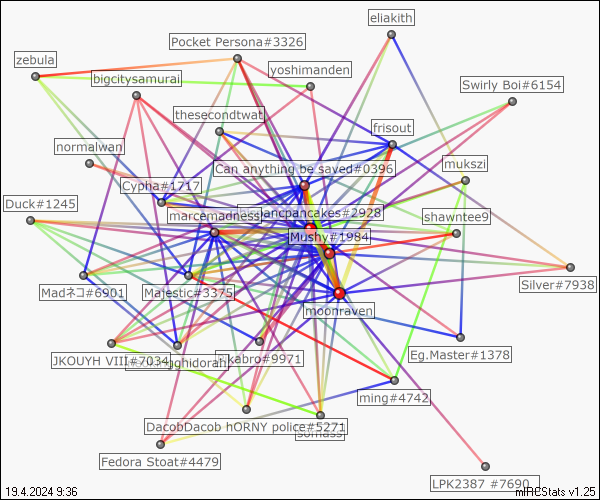 eliakith
Pocket Persona#3326
zebula
yoshimanden
bigcitysamurai
Swirly Boi#6154
thesecondtwat
frisout
normalwan
Can anything be saved#0396
mukszi
Cypha#1717
Duck#1245
marcemadness
ancpancakes#2928
shawntee9
Mushy#1984
Silver#7938
Madネコ#6901
Majestic#3375
moonraven
JKOUYH VIII#7034
ghidorah
kabro#9971
Eg.Master#1378
ming#4742
DacobDacob hORNY police#5271
Fedora Stoat#4479
LPK2387 #7690
19.4.2024 9:36
mIRCStats v1.25